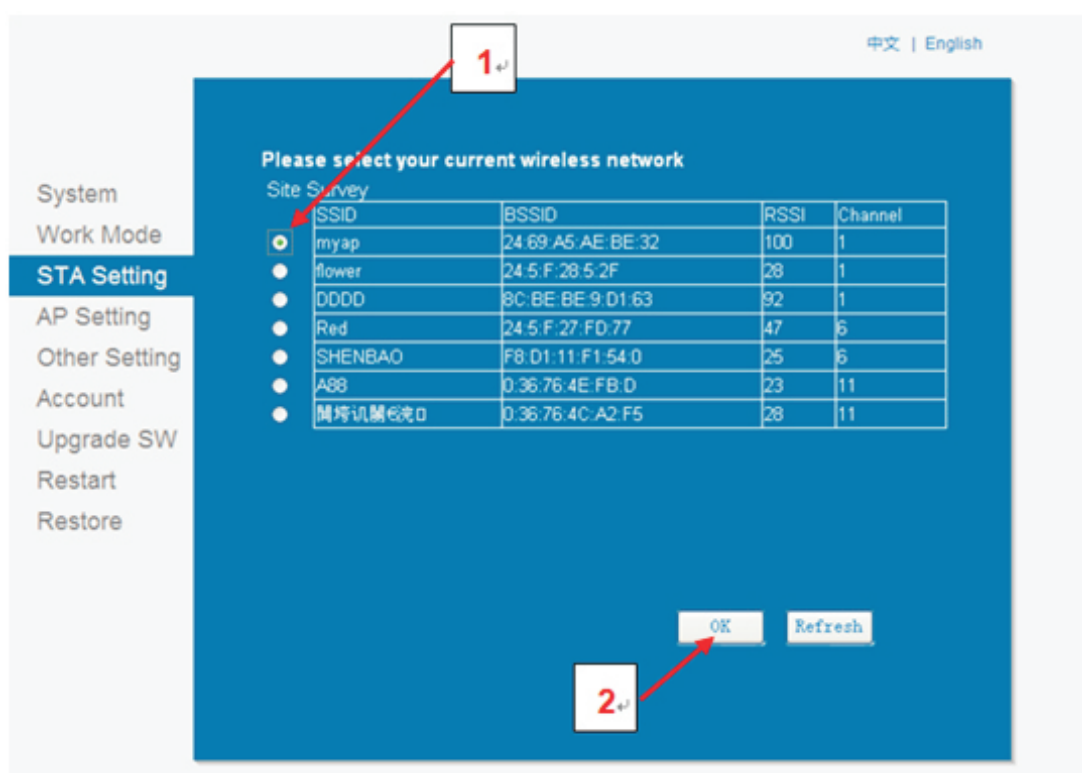 中文 | English
1
Please select your current wireless network
Site Survey
SSID BSSID RSSI Channel
myap 24:69:A5:AE:BE:32 100 1
flower 24:5:F:28:5:2F 28 1
DDDD 8C:BE:BE:9:D1:63 92 1
Red 24:5:F:27:FD:77 47 6
SHENBAO F8:D1:11:F1:54:0 25 6
A88 0:36:76:4E:FB:D 23 11
0:36:76:4C:A2:F5 28 11
System
Work Mode
STA Setting
AP Setting
Other Setting
Account
Upgrade SW
Restart
Restore
OK Refresh
2